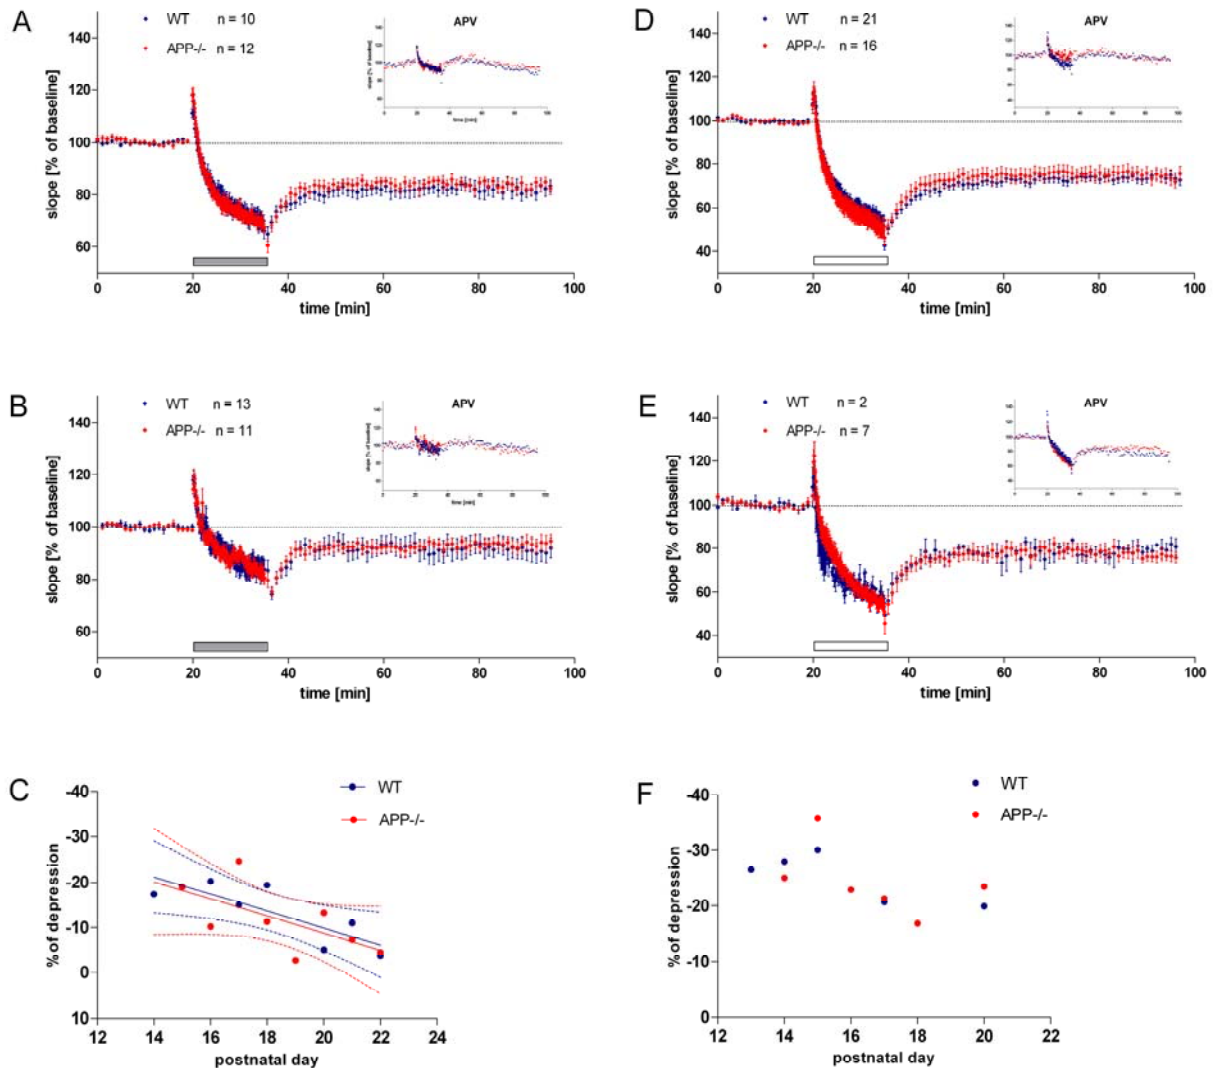 A
WT n = 10
APP-/- n = 12
APV
slope [% of baseline]
140
120
100
80
60
0 20 40 60 80 100
time [min]
D
WT n = 21
APP-/- n = 16
APV
slope [% of baseline]
140
120
100
80
60
40
0 20 40 60 80 100
time [min]
B
WT n = 13
APP-/- n = 11
APV
slope [% of baseline]
140
120
100
80
60
0 20 40 60 80 100
time [min]
E
WT n = 2
APP-/- n = 7
APV
slope [% of baseline]
140
120
100
80
60
40
0 20 40 60 80 100
time [min]
C
WT
APP-/-
% of depression
-40
-30
-20
-10
0
10
12 14 16 18 20 22 24
postnatal day
F
WT
APP-/-
% of depression
-40
-30
-20
-10
-0
12 14 16 18 20 22
postnatal day